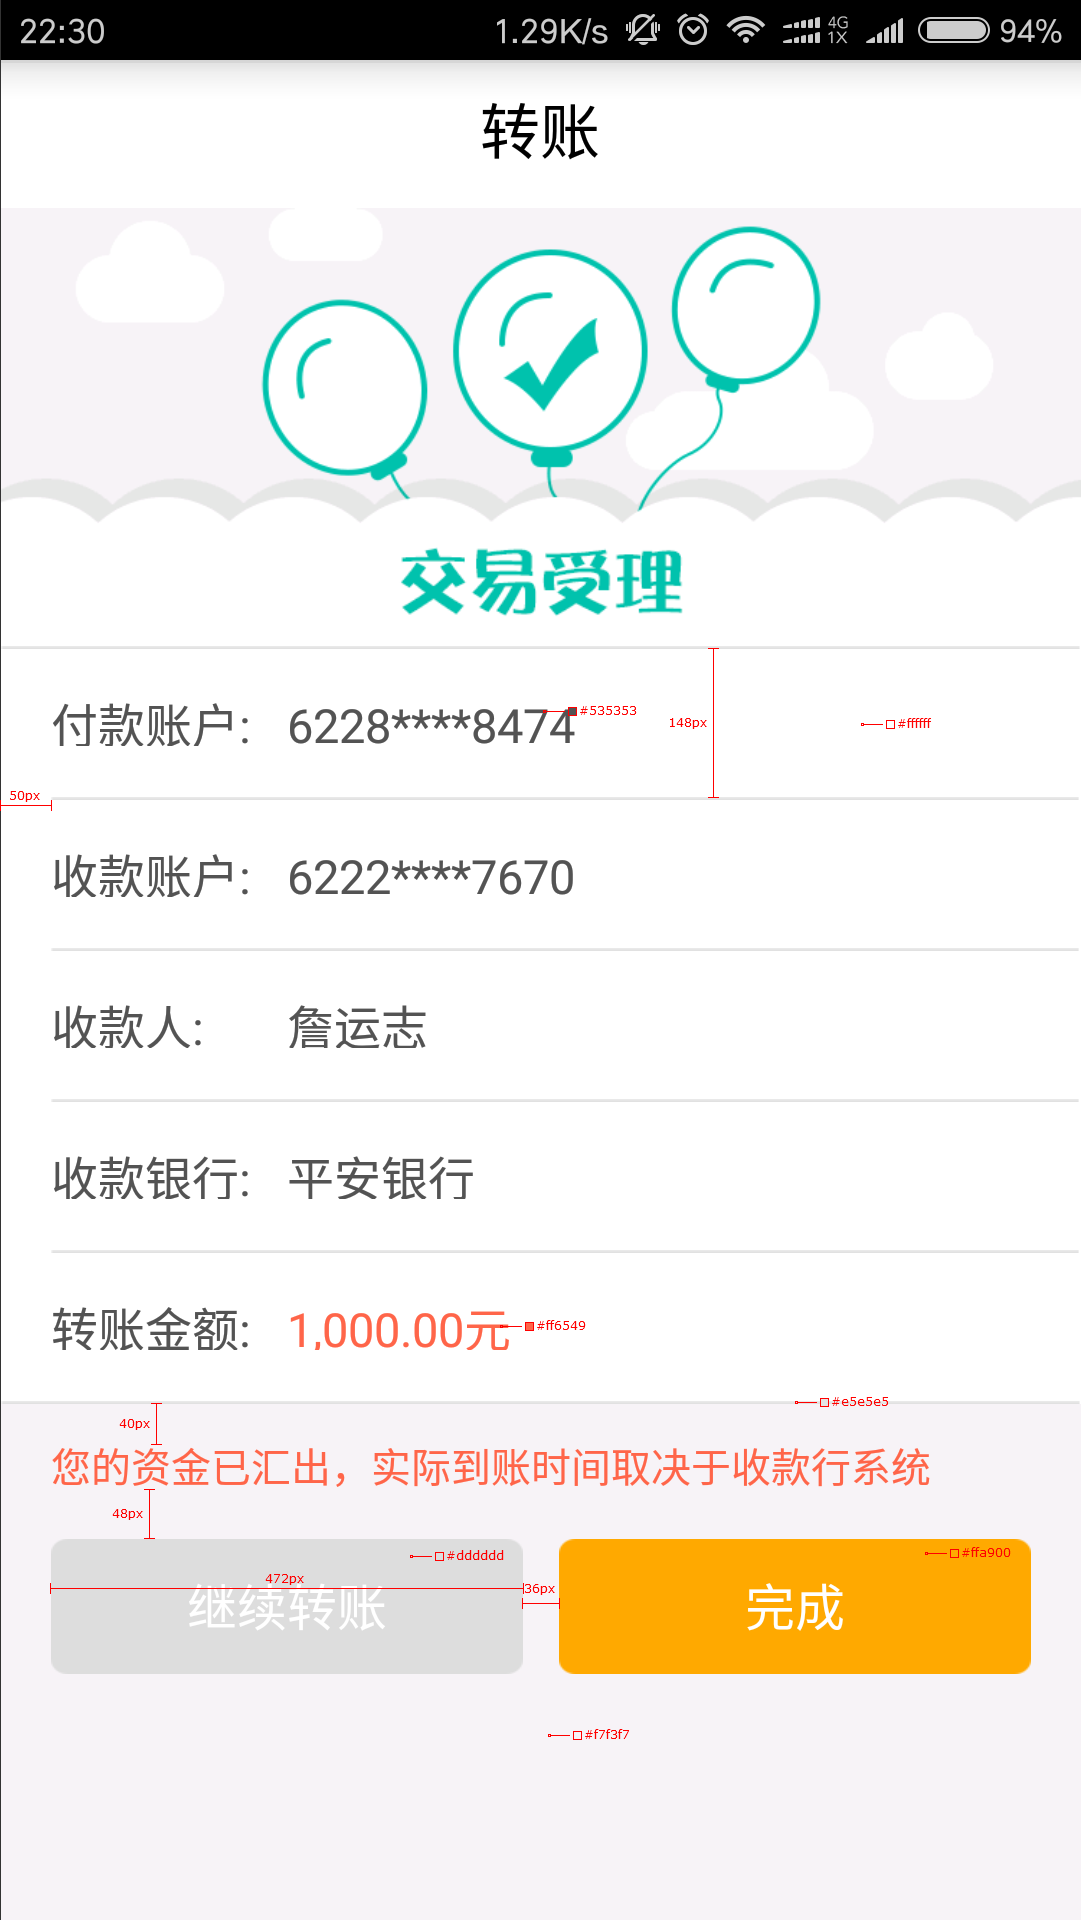 22:30 1.29K/s 4G 1X 94%
转账
交易受理
付款账户: 6228****8474 #535353
148px #ffffff
50px
收款账户: 6222****7670
收款人: 詹运志
收款银行: 平安银行
转账金额: 1,000.00元 #ff6549
#e5e5e5
40px
您的资金已汇出，实际到账时间取决于收款行系统
48px
#dddddd #ffa900
472px 36px
继续转账 完成
#f7f3f7